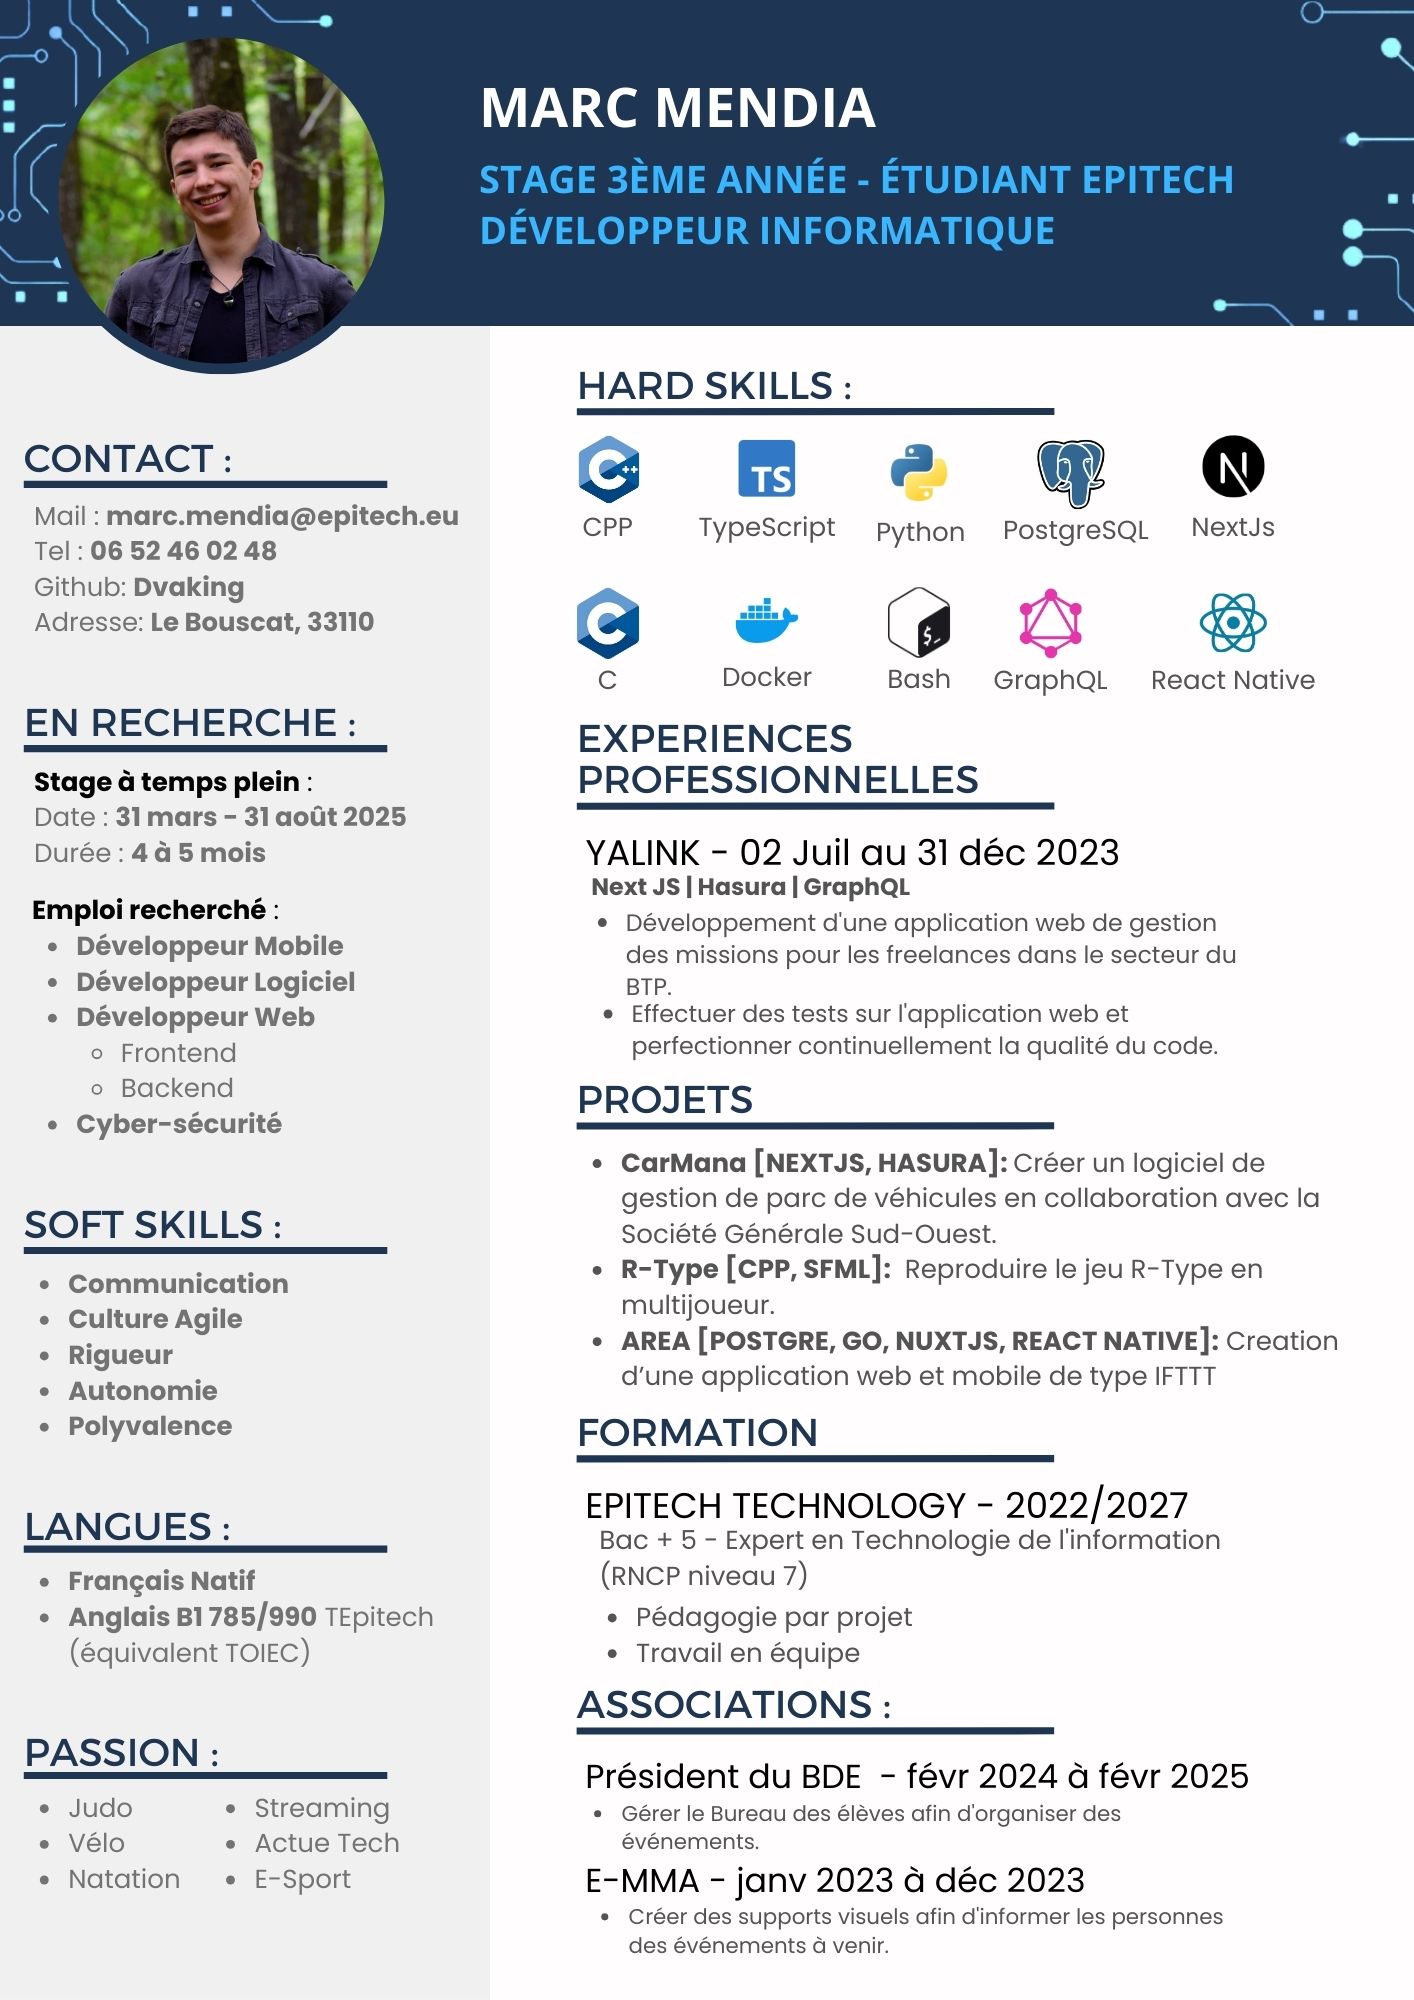 MARC MENDIA
STAGE 3ÈME ANNÉE - ÉTUDIANT EPITECH
DÉVELOPPEUR INFORMATIQUE
CONTACT :
Mail : marc.mendia@epitech.eu
Tel : 06 52 46 02 48
Github: Dvaking
Adresse: Le Bouscat, 33110
EN RECHERCHE :
Stage à temps plein :
Date : 31 mars - 31 août 2025
Durée : 4 à 5 mois
Emploi recherché :
• Développeur Mobile
• Développeur Logiciel
• Développeur Web
◦ Frontend
◦ Backend
• Cyber-sécurité
SOFT SKILLS :
• Communication
• Culture Agile
• Rigueur
• Autonomie
• Polyvalence
LANGUES :
• Français Natif
• Anglais B1 785/990 TEpitech
(équivalent TOIEC)
PASSION :
• Judo
• Vélo
• Natation
• Streaming
• Actue Tech
• E-Sport
HARD SKILLS :
C++
TS
N
CPP TypeScript Python PostgreSQL NextJs
C
$_
C Docker Bash GraphQL React Native
EXPERIENCES
PROFESSIONNELLES
YALINK - 02 Juil au 31 déc 2023
Next JS | Hasura | GraphQL
• Développement d'une application web de gestion
des missions pour les freelances dans le secteur du
BTP.
• Effectuer des tests sur l'application web et
perfectionner continuellement la qualité du code.
PROJETS
• CarMana [NEXTJS, HASURA]: Créer un logiciel de
gestion de parc de véhicules en collaboration avec la
Société Générale Sud-Ouest.
• R-Type [CPP, SFML]: Reproduire le jeu R-Type en
multijoueur.
• AREA [POSTGRE, GO, NUXTJS, REACT NATIVE]: Creation
d’une application web et mobile de type IFTTT
FORMATION
EPITECH TECHNOLOGY - 2022/2027
Bac + 5 - Expert en Technologie de l'information
(RNCP niveau 7)
• Pédagogie par projet
• Travail en équipe
ASSOCIATIONS :
Président du BDE - févr 2024 à févr 2025
• Gérer le Bureau des élèves afin d'organiser des
événements.
E-MMA - janv 2023 à déc 2023
• Créer des supports visuels afin d'informer les personnes
des événements à venir.